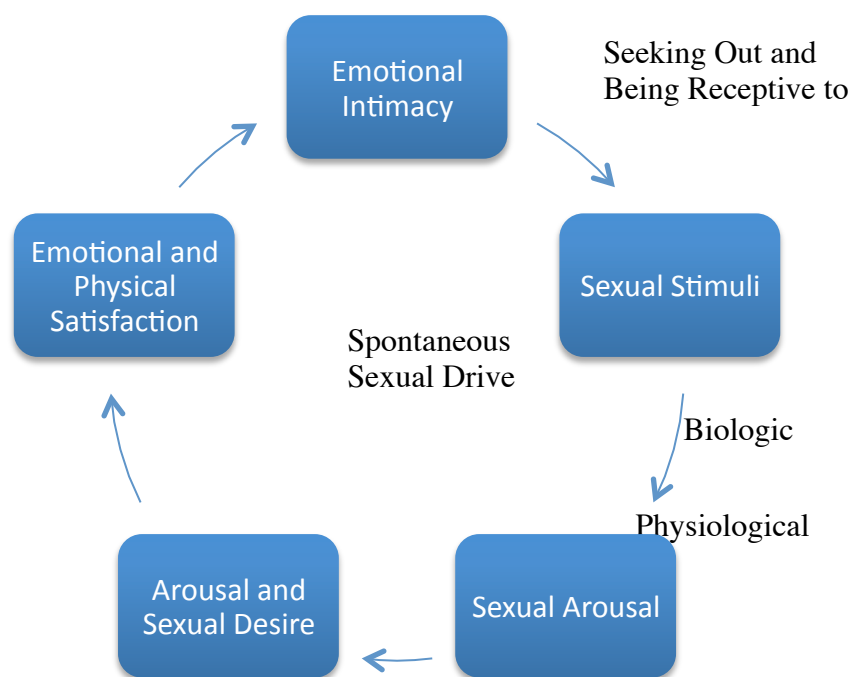 Emotional
Intimacy
Seeking Out and
Being Receptive to
Sexual Stimuli
Biologic
Physiological
Sexual Arousal
Arousal and
Sexual Desire
Emotional and
Physical
Satisfaction
Spontaneous
Sexual Drive